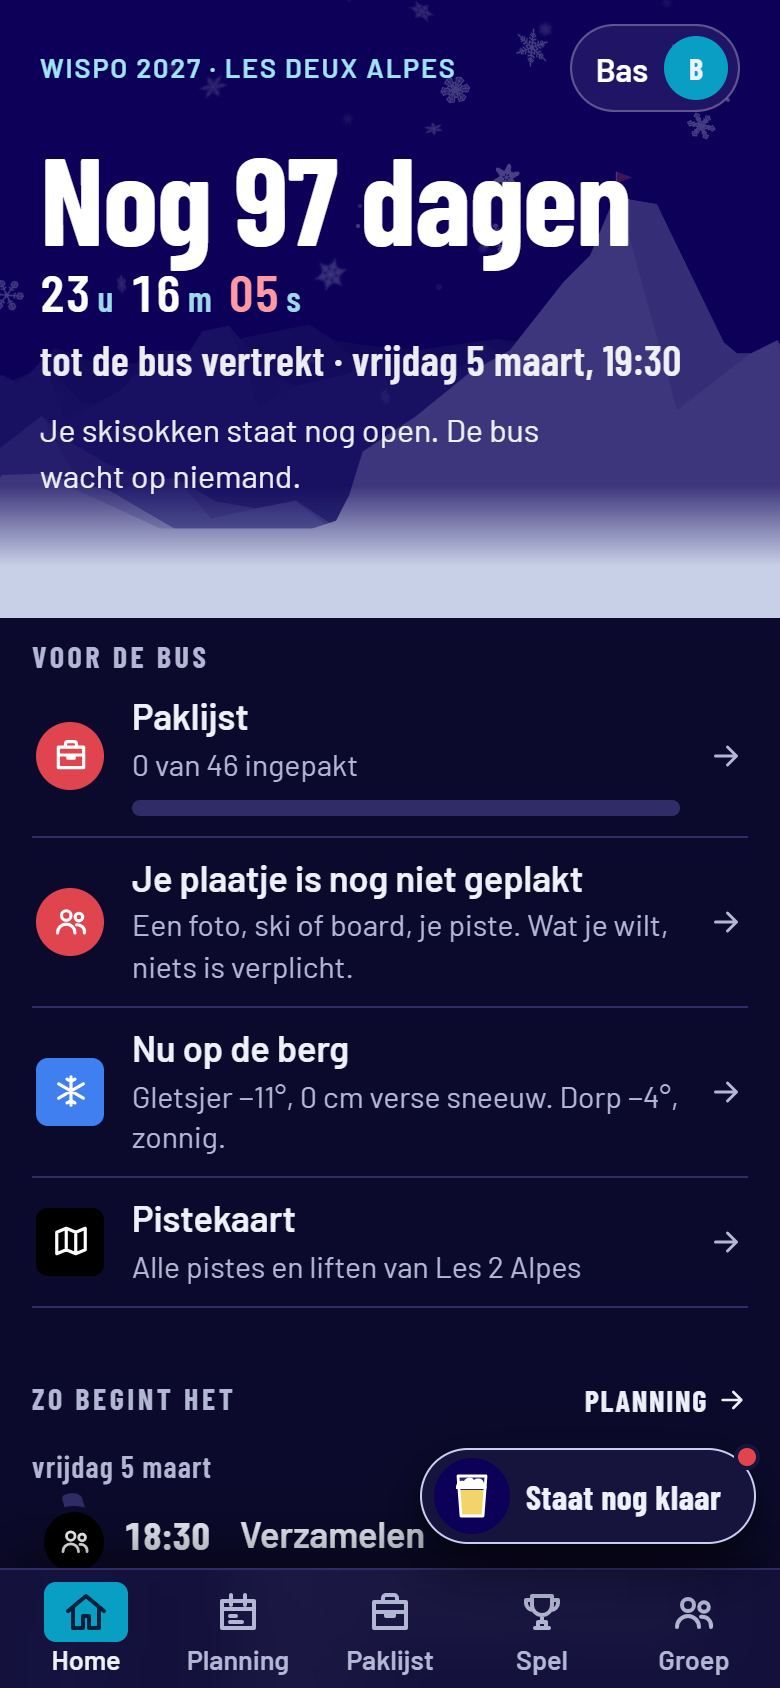 WISPO 2027 · LES DEUX ALPES
Bas
B
Nog 97 dagen
23 u 16 m 05 s
tot de bus vertrekt · vrijdag 5 maart, 19:30
Je skisokken staat nog open. De bus
wacht op niemand.
VOOR DE BUS
Paklijst
0 van 46 ingepakt
Je plaatje is nog niet geplakt
Een foto, ski of board, je piste. Wat je wilt,
niets is verplicht.
Nu op de berg
Gletsjer −11°, 0 cm verse sneeuw. Dorp −4°,
zonnig.
Pistekaart
Alle pistes en liften van Les 2 Alpes
ZO BEGINT HET
PLANNING →
vrijdag 5 maart
Staat nog klaar
18:30 Verzamelen
Home
Planning
Paklijst
Spel
Groep